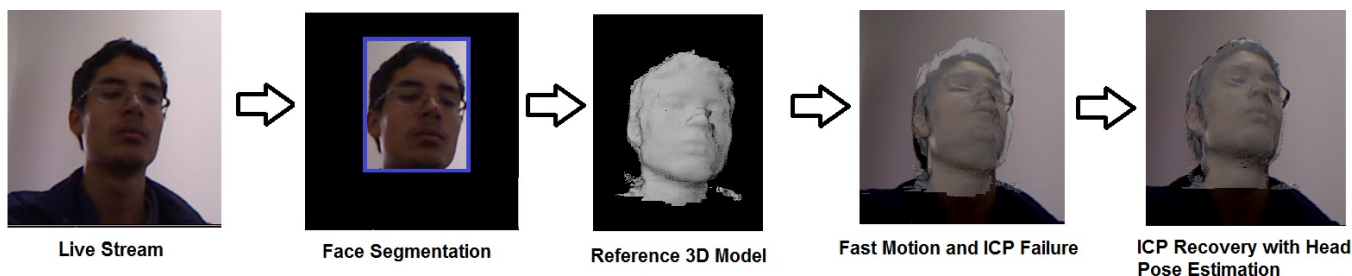 Live Stream
Face Segmentation
Reference 3D Model
Fast Motion and ICP Failure
ICP Recovery with Head
Pose Estimation